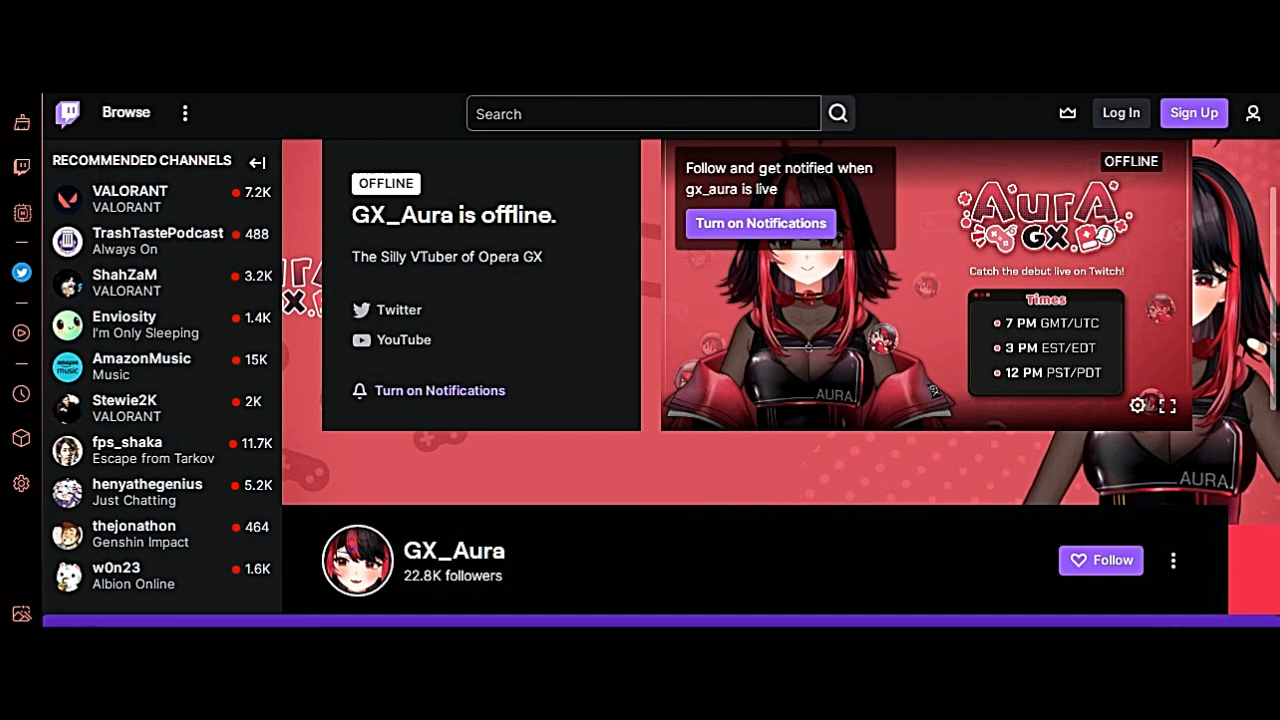 Browse
Search
Log In
Sign Up
RECOMMENDED CHANNELS
VALORANT
7.2K
VALORANT
TrashTastePodcast
488
Always On
ShahZaM
3.2K
VALORANT
Enviosity
1.4K
I'm Only Sleeping
AmazonMusic
15K
Music
Stewie2K
2K
VALORANT
fps_shaka
11.7K
Escape from Tarkov
henyathegenius
5.2K
Just Chatting
thejonathon
464
Genshin Impact
w0n23
1.6K
Albion Online
OFFLINE
GX_Aura is offline.
The Silly VTuber of Opera GX
Twitter
YouTube
Turn on Notifications
Follow and get notified when
gx_aura is live
Turn on Notifications
OFFLINE
AurA
GX
Catch the debut live on Twitch!
Times
7 PM GMT/UTC
3 PM EST/EDT
12 PM PST/PDT
AURA
AURA
GX_Aura
22.8K followers
Follow
amazon
music